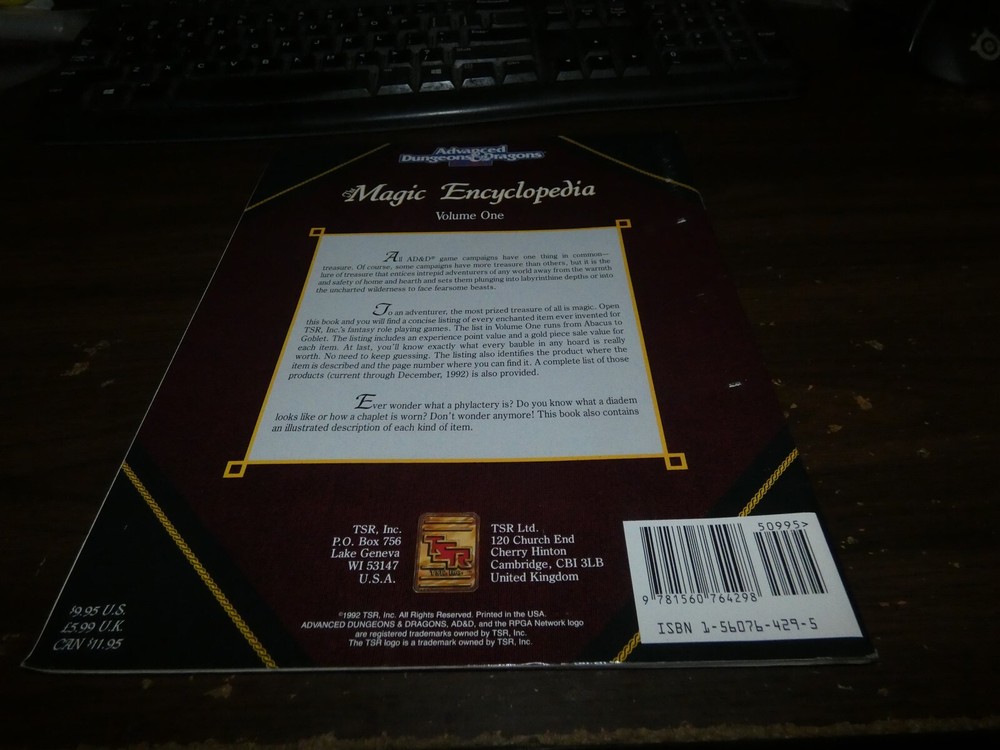 Advanced
Dungeons & Dragons
The Magic Encyclopedia
Volume One
All AD&D® game campaigns have one thing in common—
treasure. Of course, some campaigns have more treasure than others, but it is the
lure of treasure that entices intrepid adventurers of any world away from the warmth
and safety of home and hearth and sets them plunging into labyrinthine depths or into
the uncharted wilderness to face fearsome beasts.
To an adventurer, the most prized treasure of all is magic. Open
this book and you will find a concise listing of every enchanted item ever invented for
TSR, Inc.'s fantasy role playing games. The list in Volume One runs from Abacus to
Goblet. The listing includes an experience point value and a gold piece sale value for
each item. At last, you'll know exactly what every bauble in any hoard is really
worth. No need to keep guessing. The listing also identifies the product where the
item is described and the page number where you can find it. A complete list of those
products (current through December, 1992) is also provided.
Ever wonder what a phylactery is? Do you know what a diadem
looks like or how a chaplet is worn? Don't wonder anymore! This book also contains
an illustrated description of each kind of item.
TSR, Inc.
P.O. Box 756
Lake Geneva
WI 53147
U.S.A.
TSR
TSR Ltd.
120 Church End
Cherry Hinton
Cambridge, CB1 3LB
United Kingdom
$9.95 U.S.
£5.99 U.K.
CAN $11.95
©1992 TSR, Inc. All Rights Reserved. Printed in the USA.
ADVANCED DUNGEONS & DRAGONS, AD&D, and the RPGA Network logo
are registered trademarks owned by TSR, Inc.
The TSR logo is a trademark owned by TSR, Inc.
50995>
9 781560 764298
ISBN 1-56076-429-5